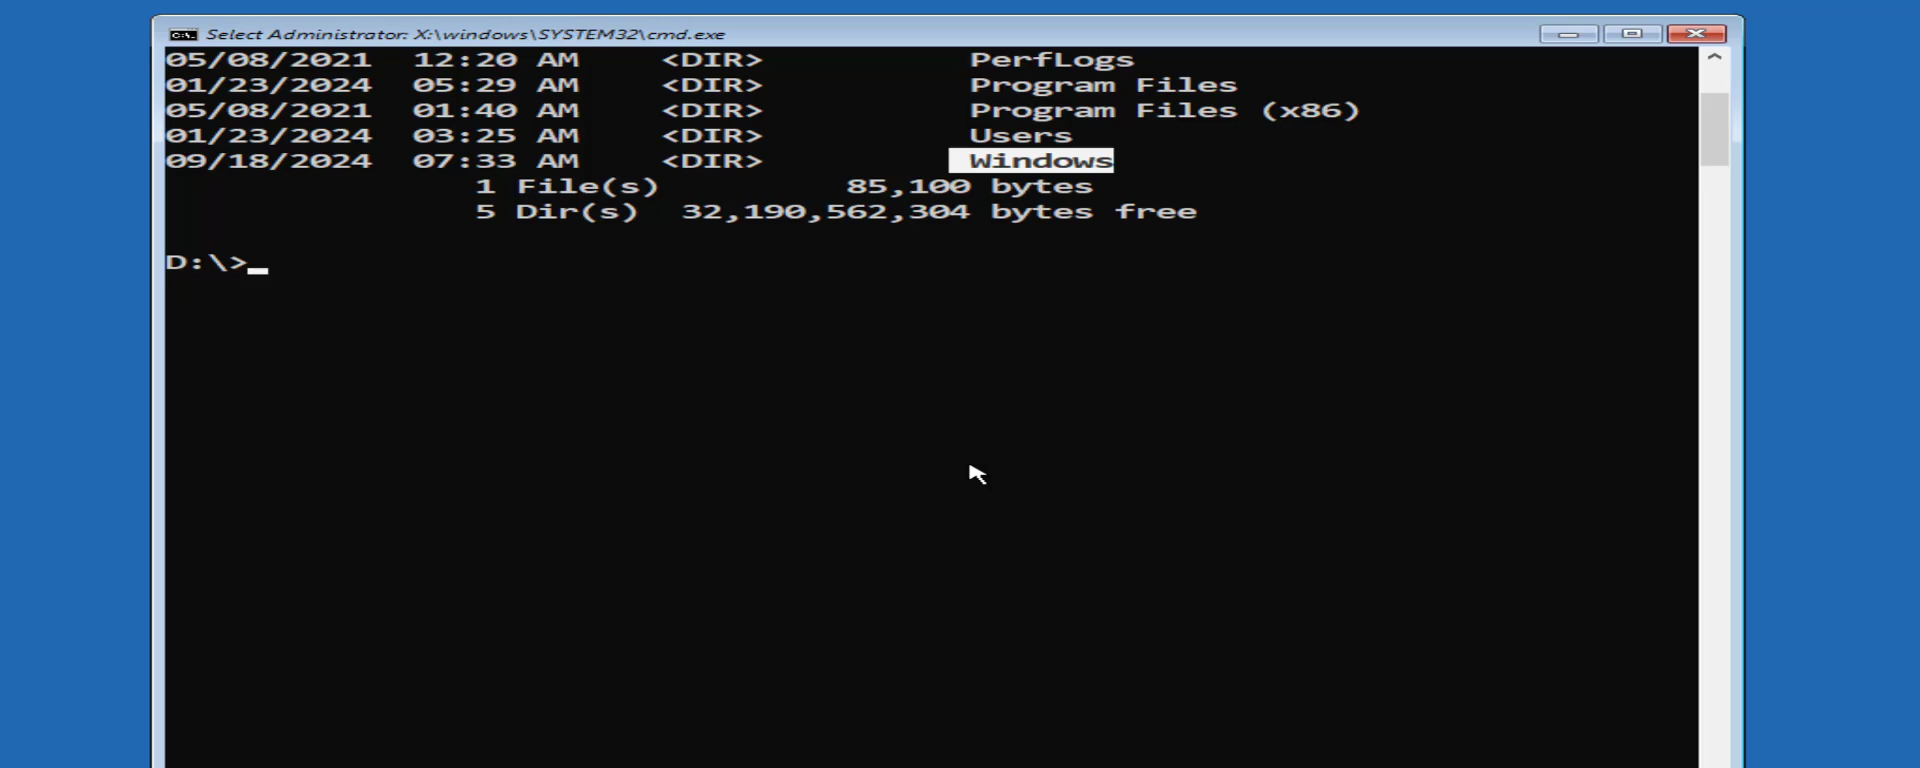 Select Administrator: X:\windows\SYSTEM32\cmd.exe
05/08/2021  12:20 AM    <DIR>          PerfLogs
01/23/2024  05:29 AM    <DIR>          Program Files
05/08/2021  01:40 AM    <DIR>          Program Files (x86)
01/23/2024  03:25 AM    <DIR>          Users
09/18/2024  07:33 AM    <DIR>          Windows
1 File(s)         85,100 bytes
5 Dir(s)  32,190,562,304 bytes free
D:\>